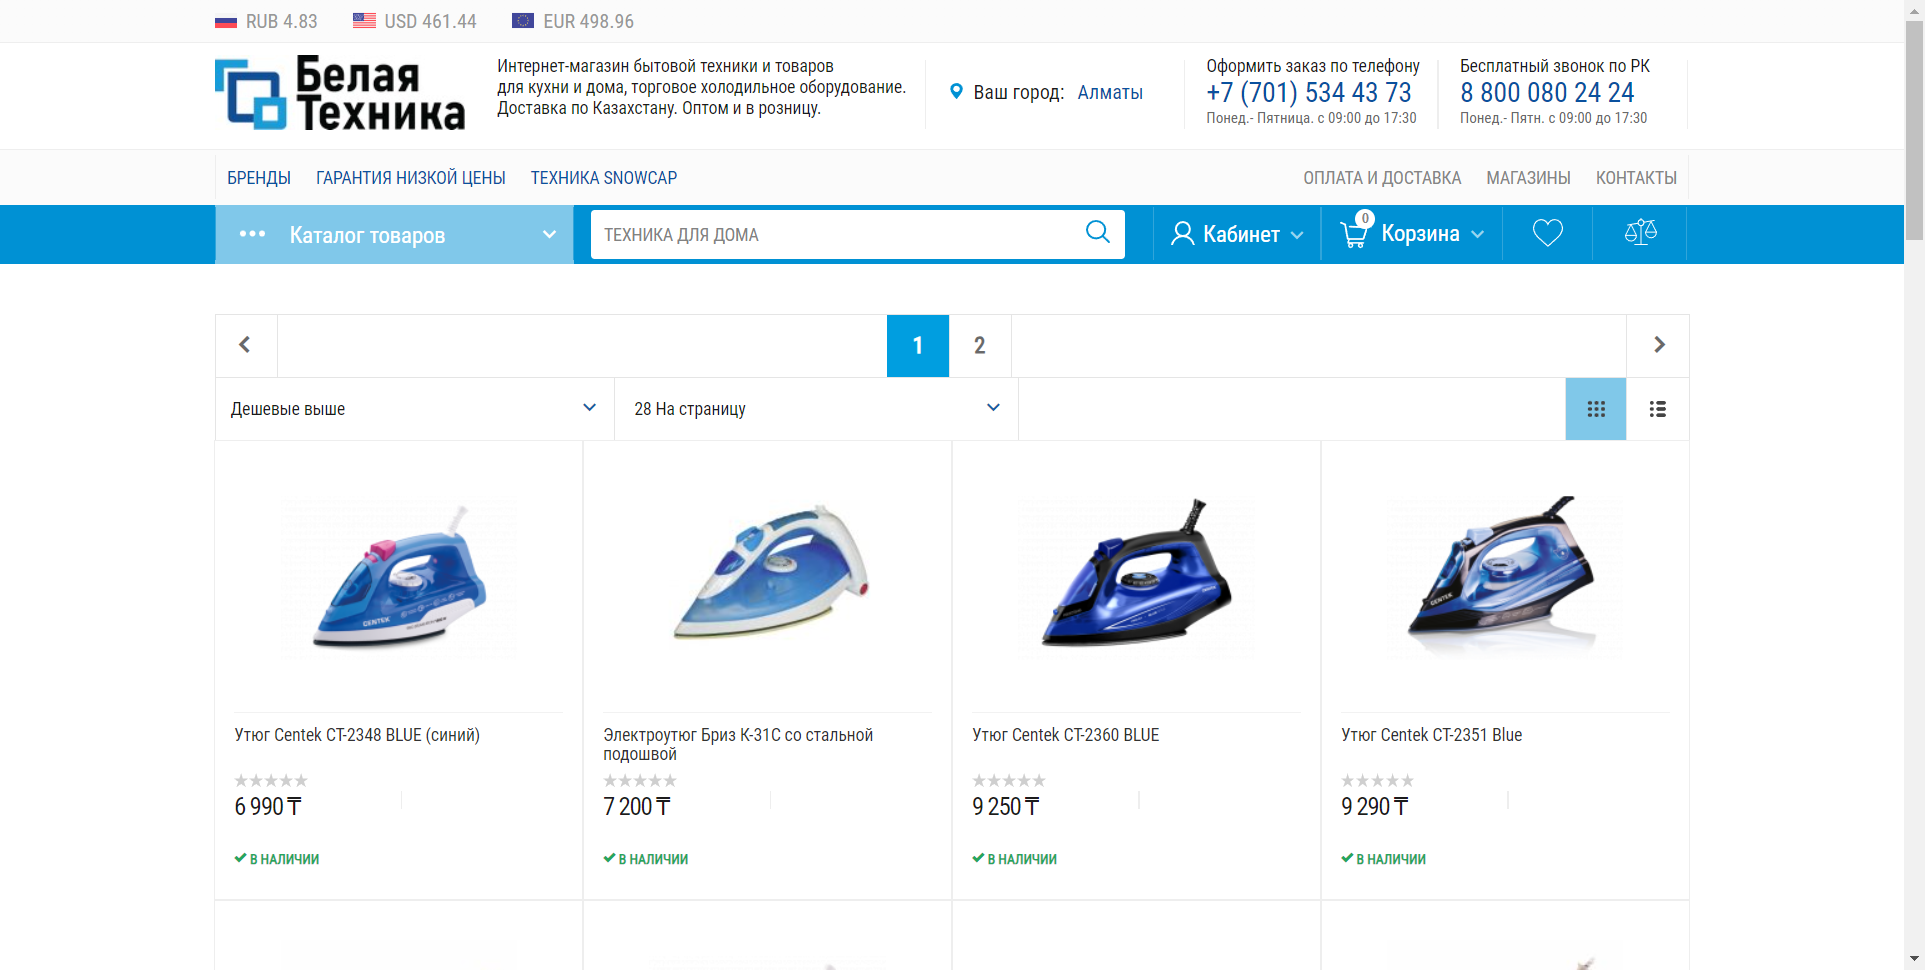 RUB 4.83 USD 461.44 EUR 498.96
Белая
Техника
Интернет-магазин бытовой техники и товаров
для кухни и дома, торговое холодильное оборудование.
Доставка по Казахстану. Оптом и в розницу.
Ваш город: Алматы
Оформить заказ по телефону
+7 (701) 534 43 73
Понед.- Пятница. с 09:00 до 17:30
Бесплатный звонок по РК
8 800 080 24 24
Понед.- Пятн. с 09:00 до 17:30
БРЕНДЫ ГАРАНТИЯ НИЗКОЙ ЦЕНЫ ТЕХНИКА SNOWCAP ОПЛАТА И ДОСТАВКА МАГАЗИНЫ КОНТАКТЫ
Каталог товаров ТЕХНИКА ДЛЯ ДОМА Кабинет 0 Корзина
1 2
Дешевые выше 28 На страницу
CENTEK
CENTEK
Утюг Centek CT-2348 BLUE (синий)
6 990 ₸
В НАЛИЧИИ
Электроутюг Бриз К-31С со стальной
подошвой
7 200 ₸
В НАЛИЧИИ
Утюг Centek CT-2360 BLUE
9 250 ₸
В НАЛИЧИИ
Утюг Centek CT-2351 Blue
9 290 ₸
В НАЛИЧИИ